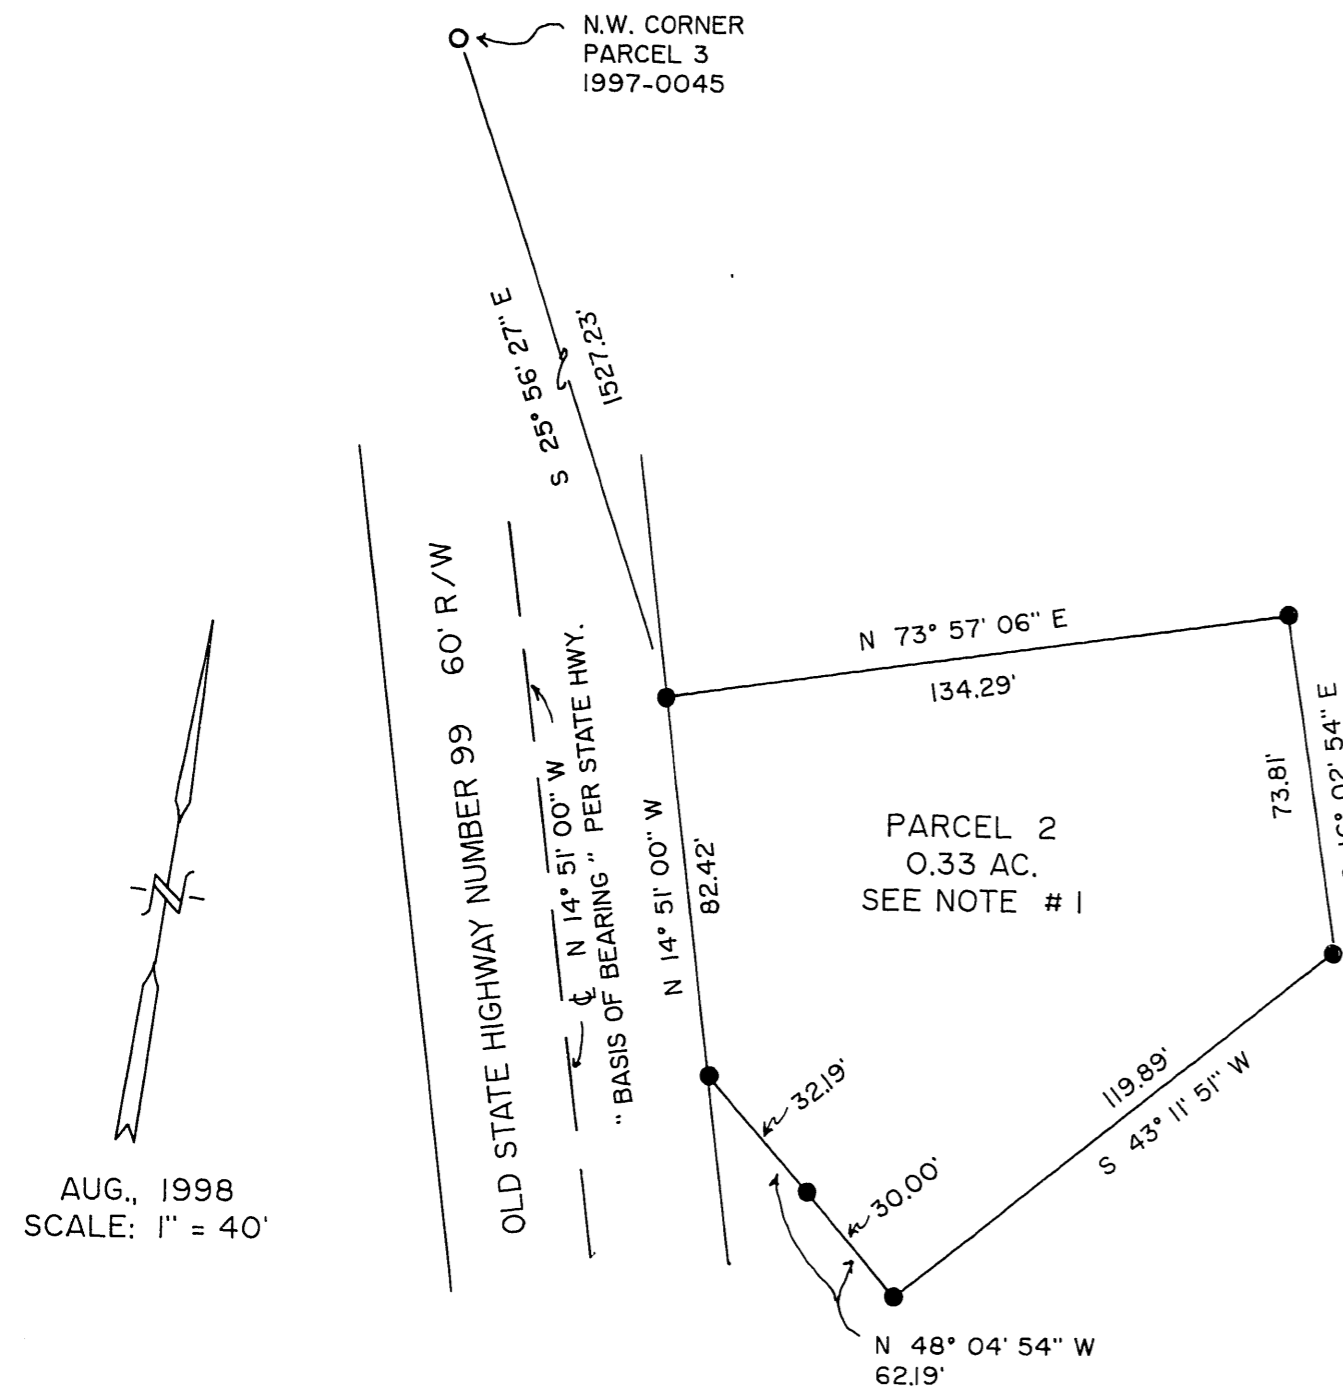 N.W. CORNER
PARCEL 3
1997-0045
S 25° 56' 27" E
1527.23'
OLD STATE HIGHWAY NUMBER 99 60' R/W
℄ N 14° 51' 00" W
" BASIS OF BEARING " PER STATE HWY.
N 14° 51' 00" W
82.42'
N 73° 57' 06" E
134.29'
73.81'
02' 54" E
PARCEL 2
0.33 AC.
SEE NOTE # 1
119.89'
S 43° 11' 51" W
32.19'
30.00'
N 48° 04' 54" W
62.19'
N
AUG., 1998
SCALE: 1" = 40'